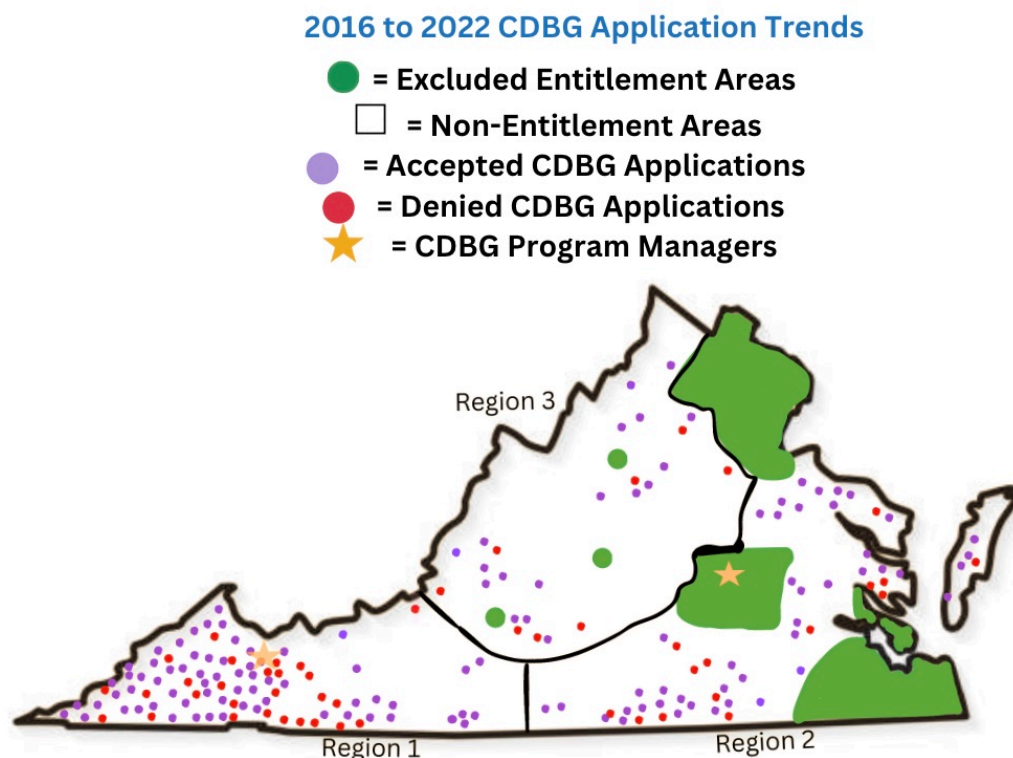 2016 to 2022 CDBG Application Trends
= Excluded Entitlement Areas
= Non-Entitlement Areas
= Accepted CDBG Applications
= Denied CDBG Applications
= CDBG Program Managers
Region 3
Region 1
Region 2